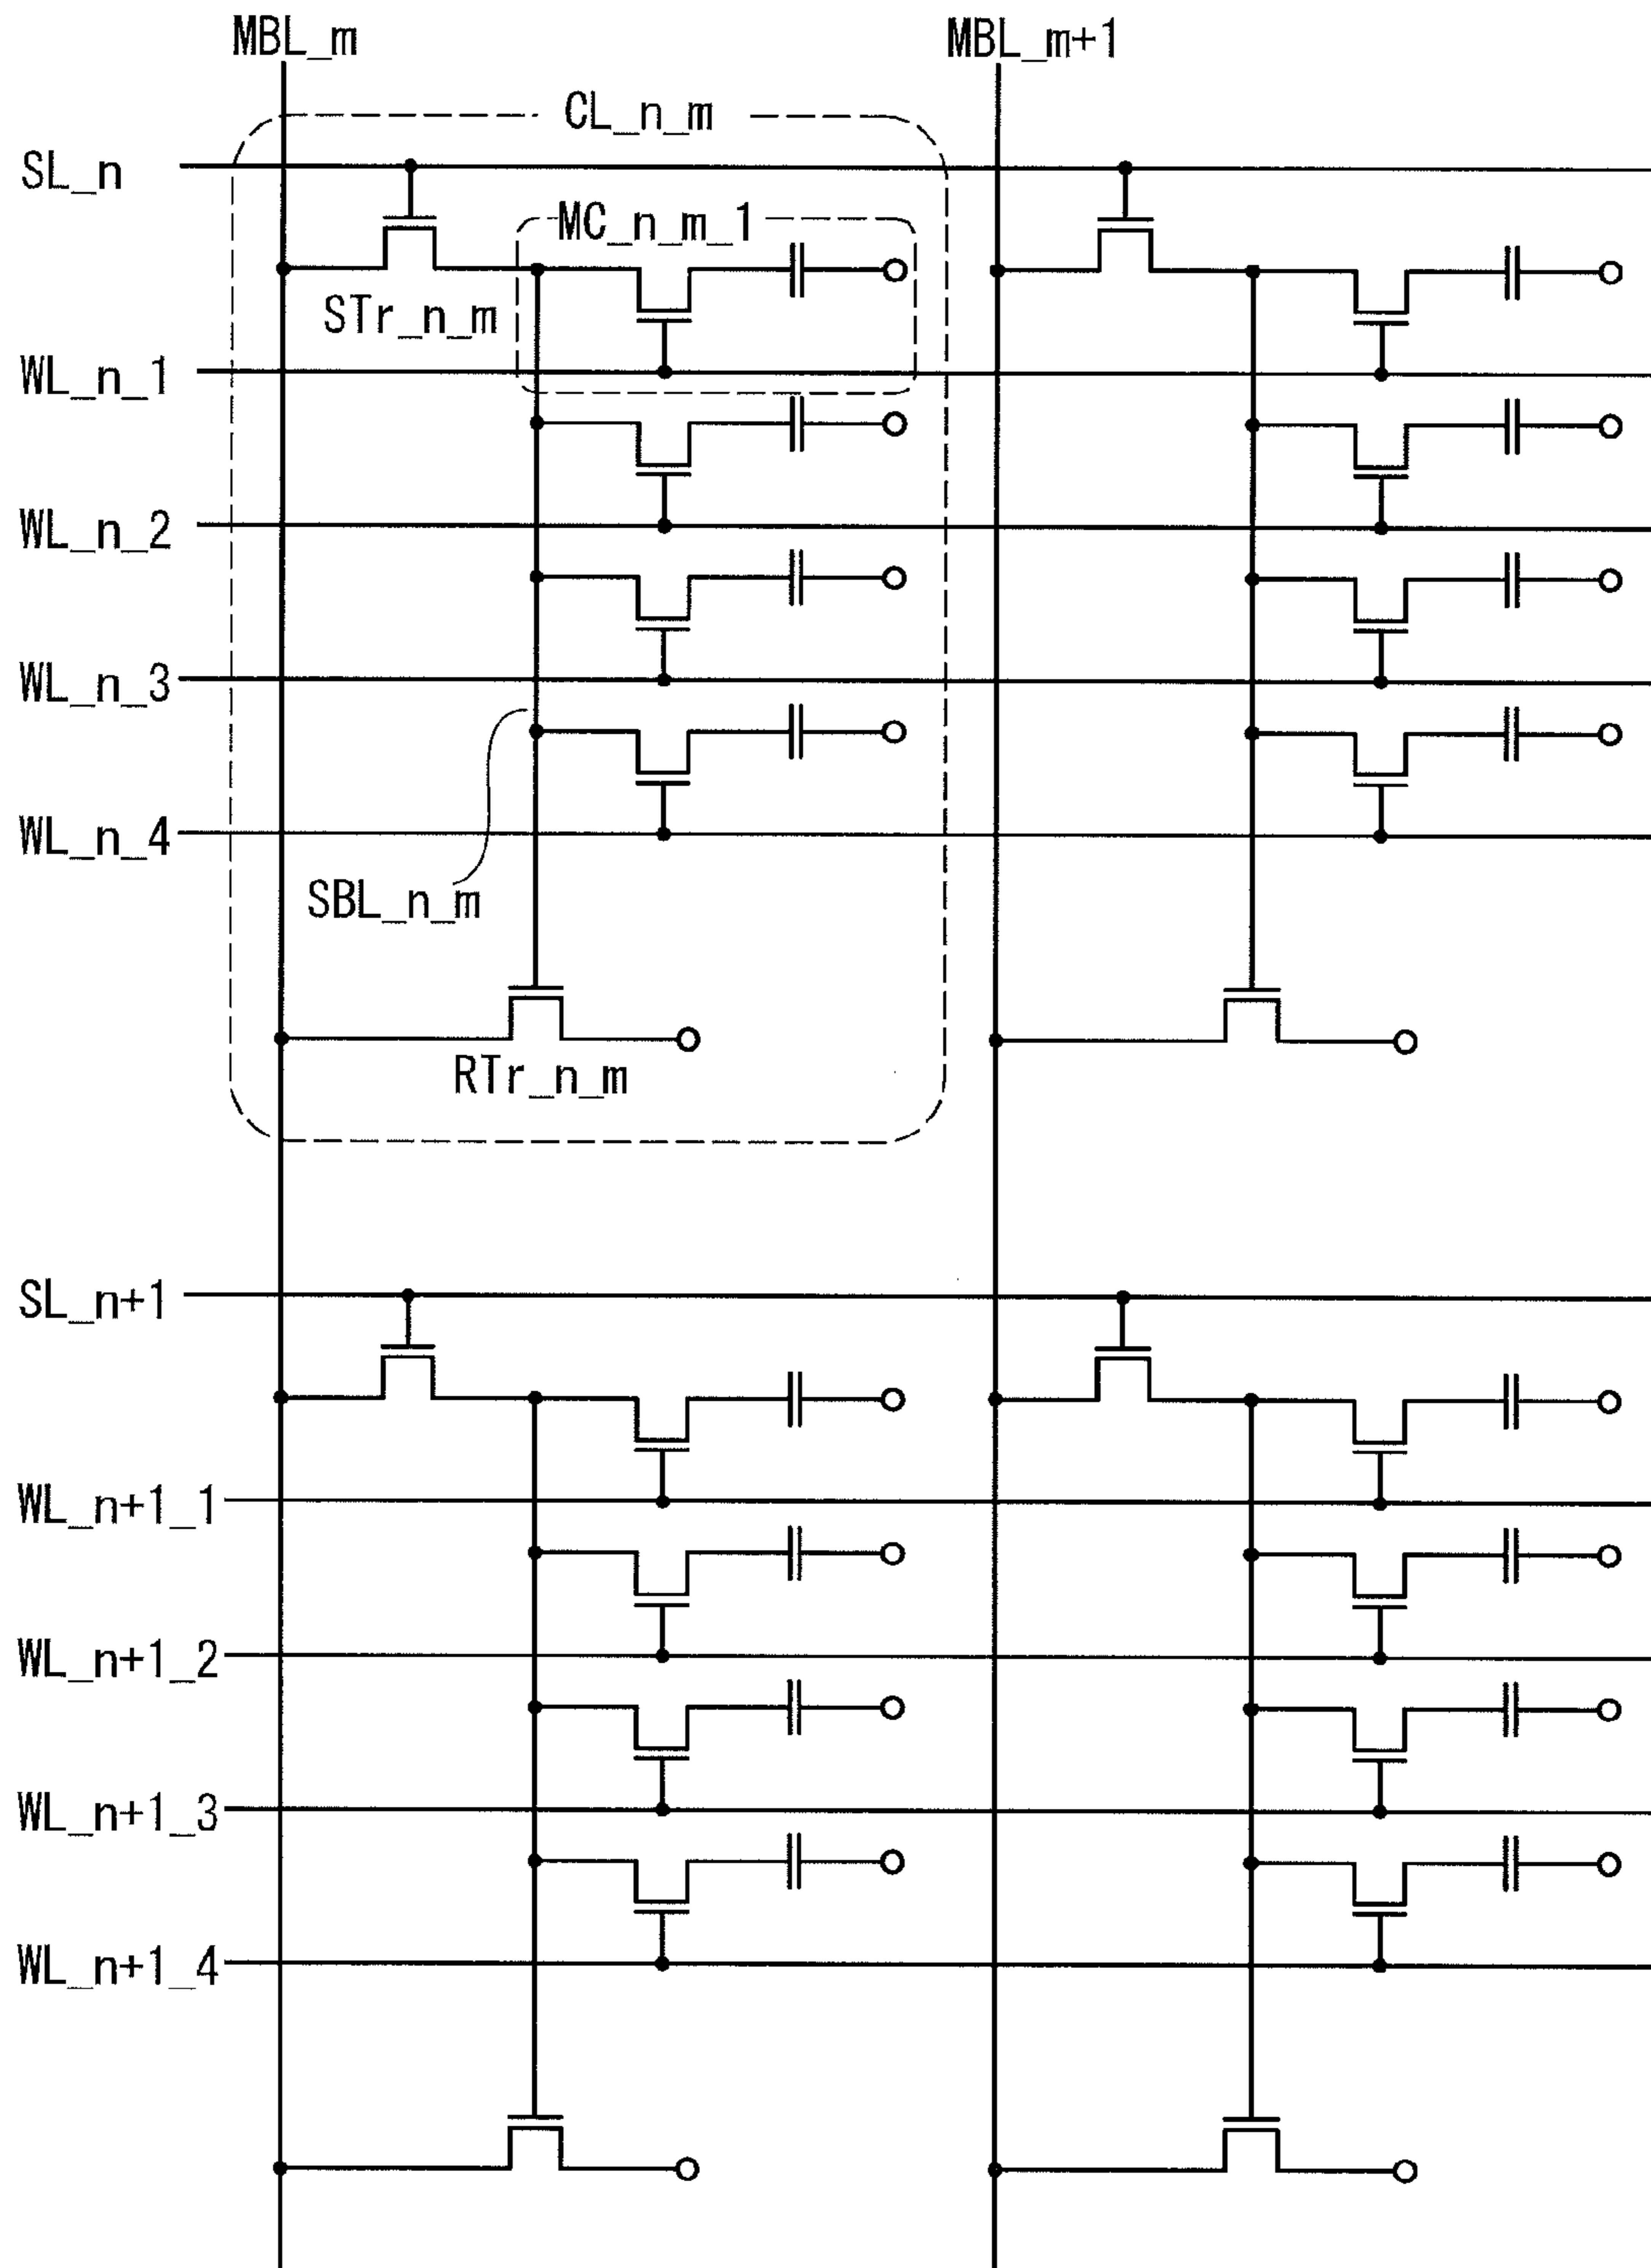 MBL_m
MBL_m+1
CL_n_m
SL_n
MC_n_m_1
STr_n_m
WL_n_1
WL_n_2
WL_n_3
WL_n_4
SBL_n_m
RTr_n_m
SL_n+1
WL_n+1_1
WL_n+1_2
WL_n+1_3
WL_n+1_4